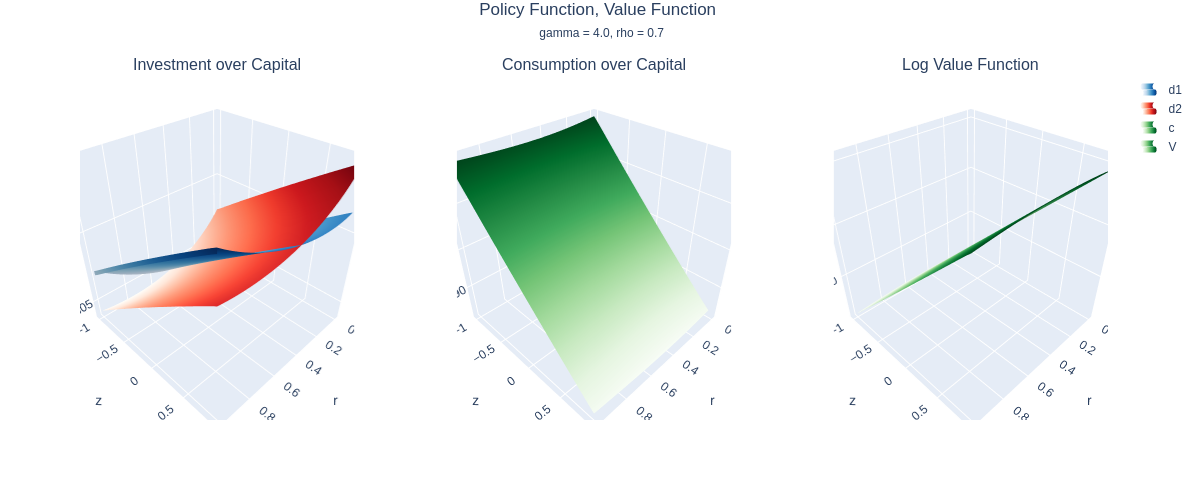 Policy Function, Value Function
gamma = 4.0, rho = 0.7
Investment over Capital
Consumption over Capital
Log Value Function
d1
d2
c
V
05
−1
−0.5
0
0.5
z
0
0.2
0.4
0.6
0.8
r
00
−1
−0.5
0
0.5
z
0
0.2
0.4
0.6
0.8
r
0
−1
−0.5
0
0.5
z
0
0.2
0.4
0.6
0.8
r